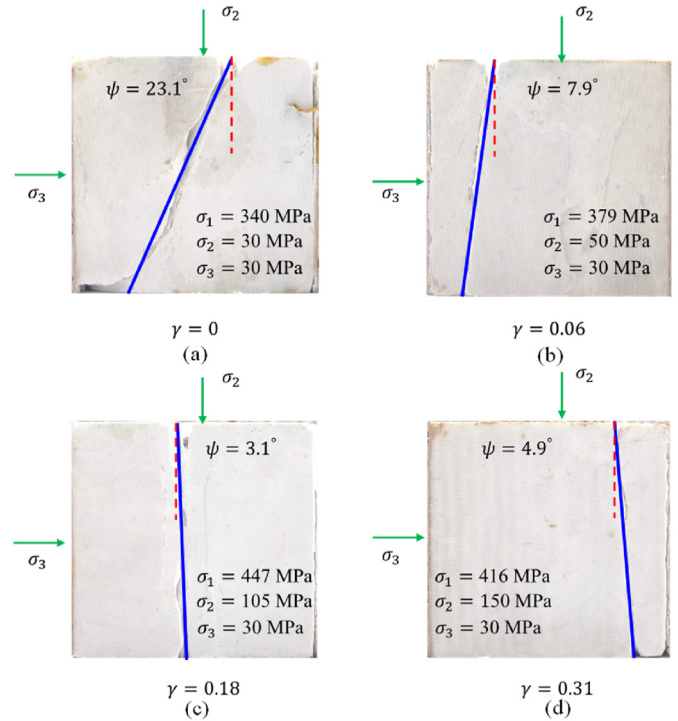 σ₂
ψ = 23.1°
σ₃
σ₁ = 340 MPa
σ₂ = 30 MPa
σ₃ = 30 MPa
γ = 0
(a)
σ₂
ψ = 7.9°
σ₃
σ₁ = 379 MPa
σ₂ = 50 MPa
σ₃ = 30 MPa
γ = 0.06
(b)
σ₂
ψ = 3.1°
σ₃
σ₁ = 447 MPa
σ₂ = 105 MPa
σ₃ = 30 MPa
γ = 0.18
(c)
σ₂
ψ = 4.9°
σ₃
σ₁ = 416 MPa
σ₂ = 150 MPa
σ₃ = 30 MPa
γ = 0.31
(d)